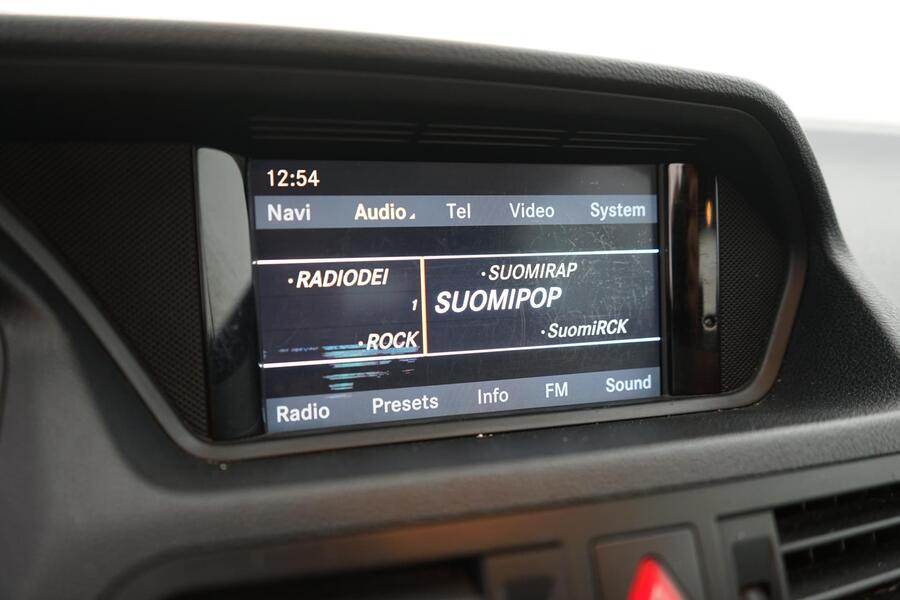 12:54
Navi Audio Tel Video System
•RADIODEI •SUOMIRAP
1 SUOMIPOP
•ROCK •SuomiRCK
Radio Presets Info FM Sound